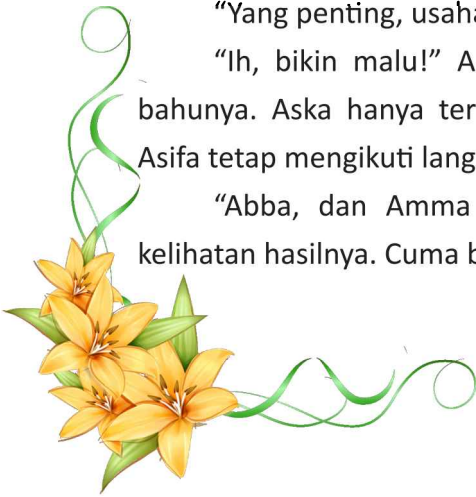 “Yang penting, usaha
“Ih, bikin malu!” A
bahunya. Aska hanya ter
Asifa tetap mengikuti lang
“Abba, dan Amma
kelihatan hasilnya. Cuma b